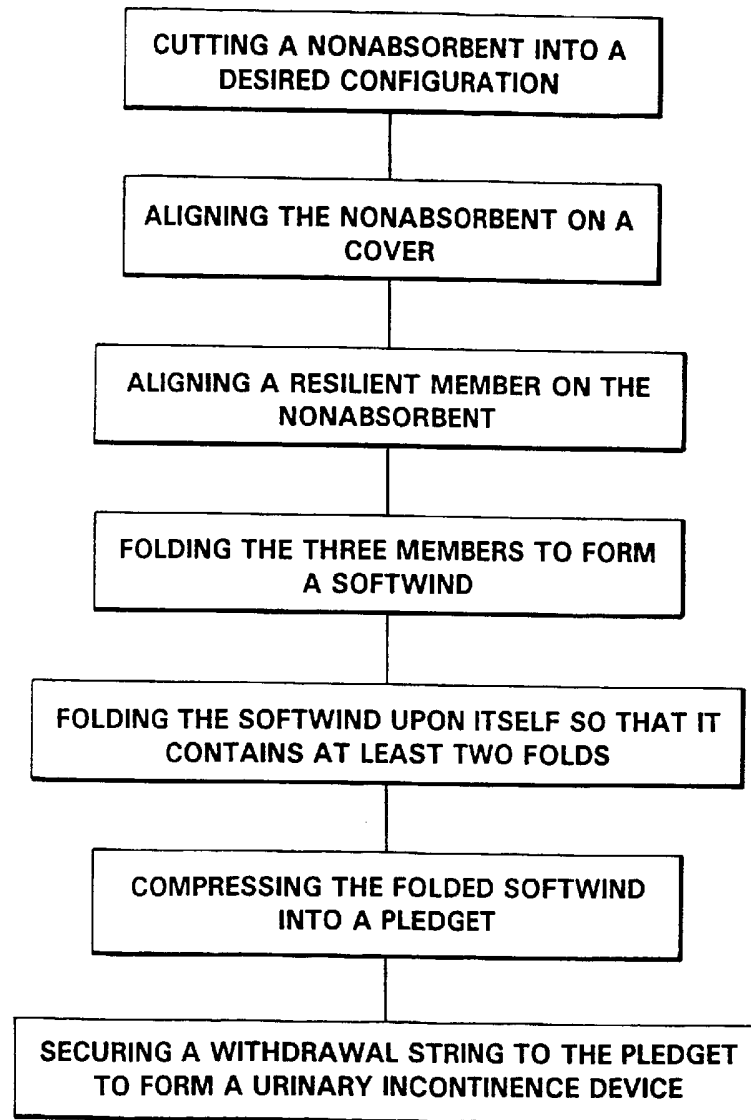 CUTTING A NONABSORBENT INTO A
DESIRED CONFIGURATION
ALIGNING THE NONABSORBENT ON A
COVER
ALIGNING A RESILIENT MEMBER ON THE
NONABSORBENT
FOLDING THE THREE MEMBERS TO FORM
A SOFTWIND
FOLDING THE SOFTWIND UPON ITSELF SO THAT IT
CONTAINS AT LEAST TWO FOLDS
COMPRESSING THE FOLDED SOFTWIND
INTO A PLEDGET
SECURING A WITHDRAWAL STRING TO THE PLEDGET
TO FORM A URINARY INCONTINENCE DEVICE